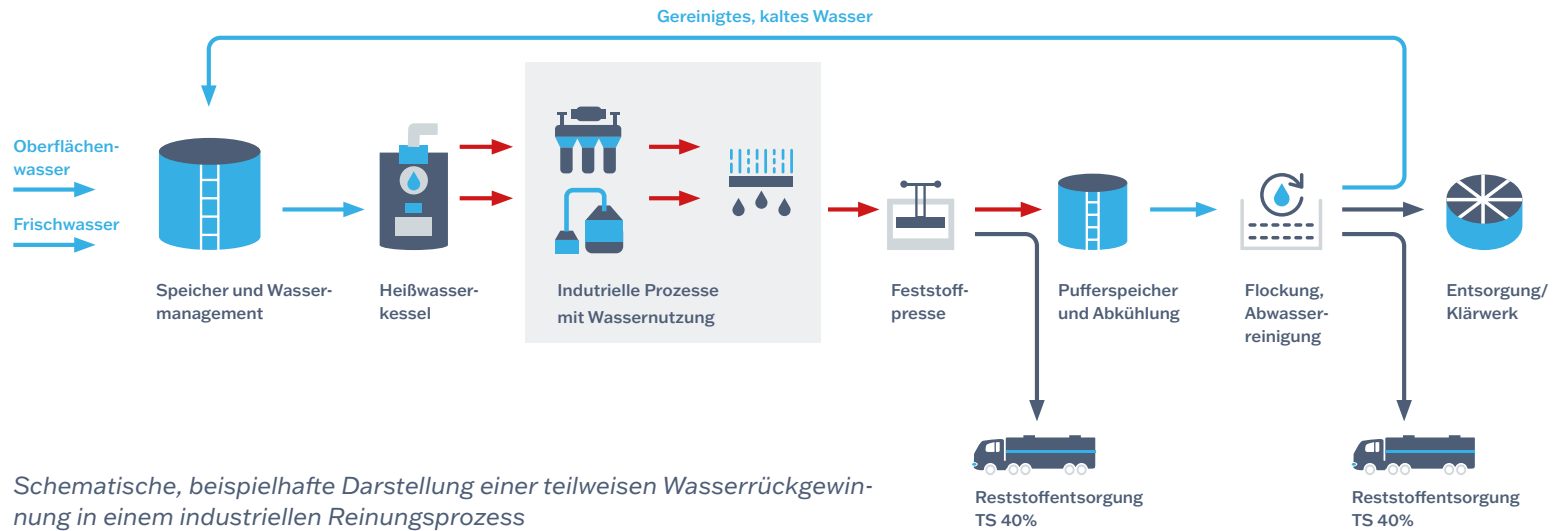 Gereinigtes, kaltes Wasser
Oberflächen-
wasser
Frischwasser
Speicher und Wasser-
management
Heißwasser-
kessel
Indutrielle Prozesse
mit Wassernutzung
Feststoff-
presse
Pufferspeicher
und Abkühlung
Flockung,
Abwasser-
reinigung
Entsorgung/
Klärwerk
Reststoffentsorgung
TS 40%
Reststoffentsorgung
TS 40%
Schematische, beispielhafte Darstellung einer teilweisen Wasserrückgewin-
nung in einem industriellen Reinungsprozess